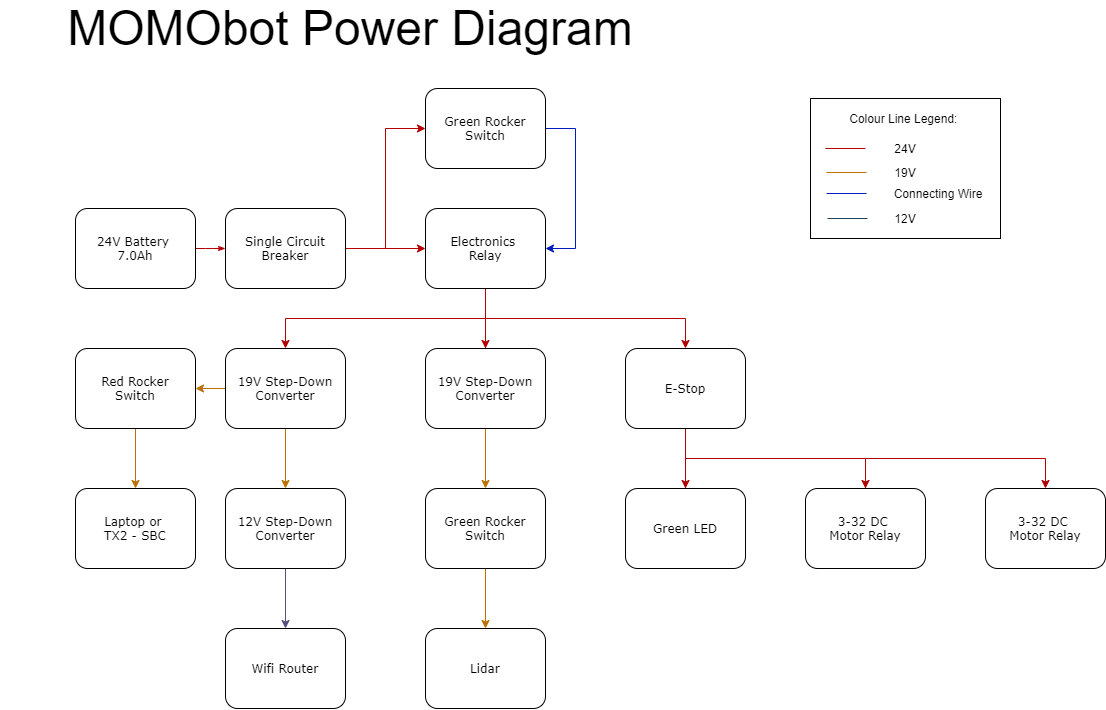 MOMObot Power Diagram
Green Rocker
Switch
Colour Line Legend:
24V
19V
Connecting Wire
12V
24V Battery
7.0Ah
Single Circuit
Breaker
Electronics
Relay
Red Rocker
Switch
19V Step-Down
Converter
19V Step-Down
Converter
E-Stop
Laptop or
TX2 - SBC
12V Step-Down
Converter
Green Rocker
Switch
Green LED
3-32 DC
Motor Relay
3-32 DC
Motor Relay
Wifi Router
Lidar